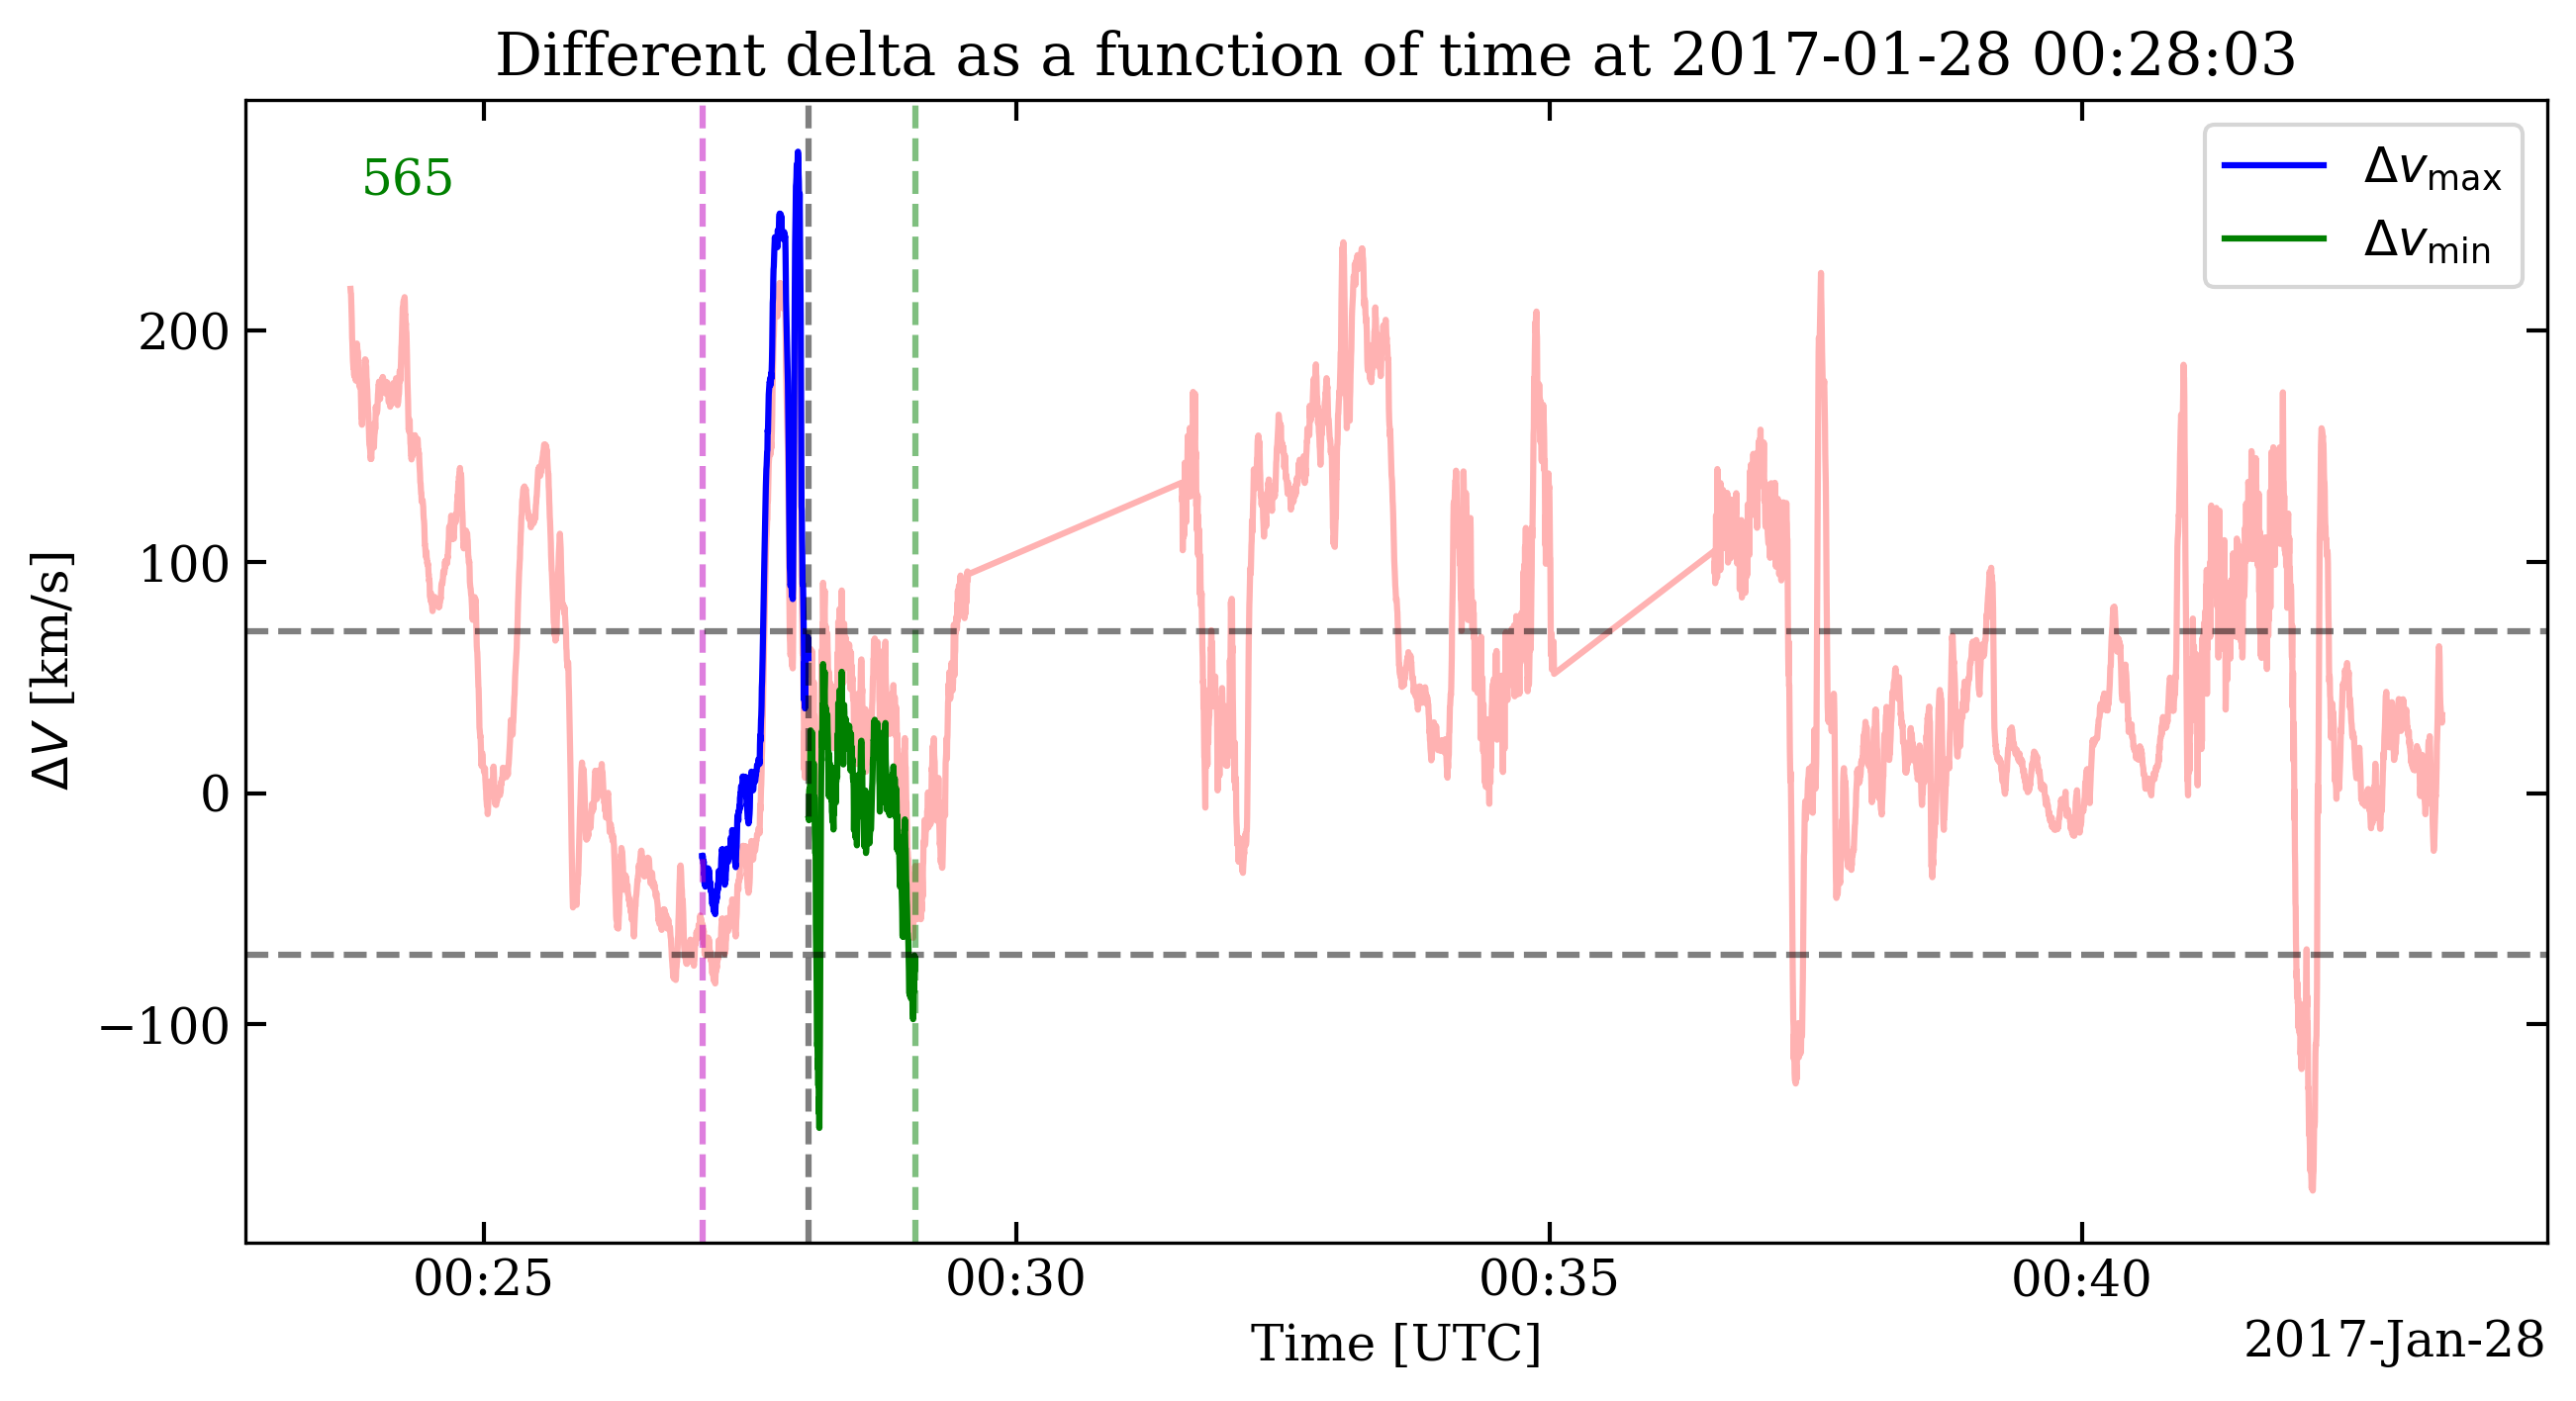 Different delta as a function of time at 2017-01-28 00:28:03
565
Δv_max
Δv_min
ΔV [km/s]
200
100
0
−100
00:25
00:30
00:35
00:40
Time [UTC]
2017-Jan-28